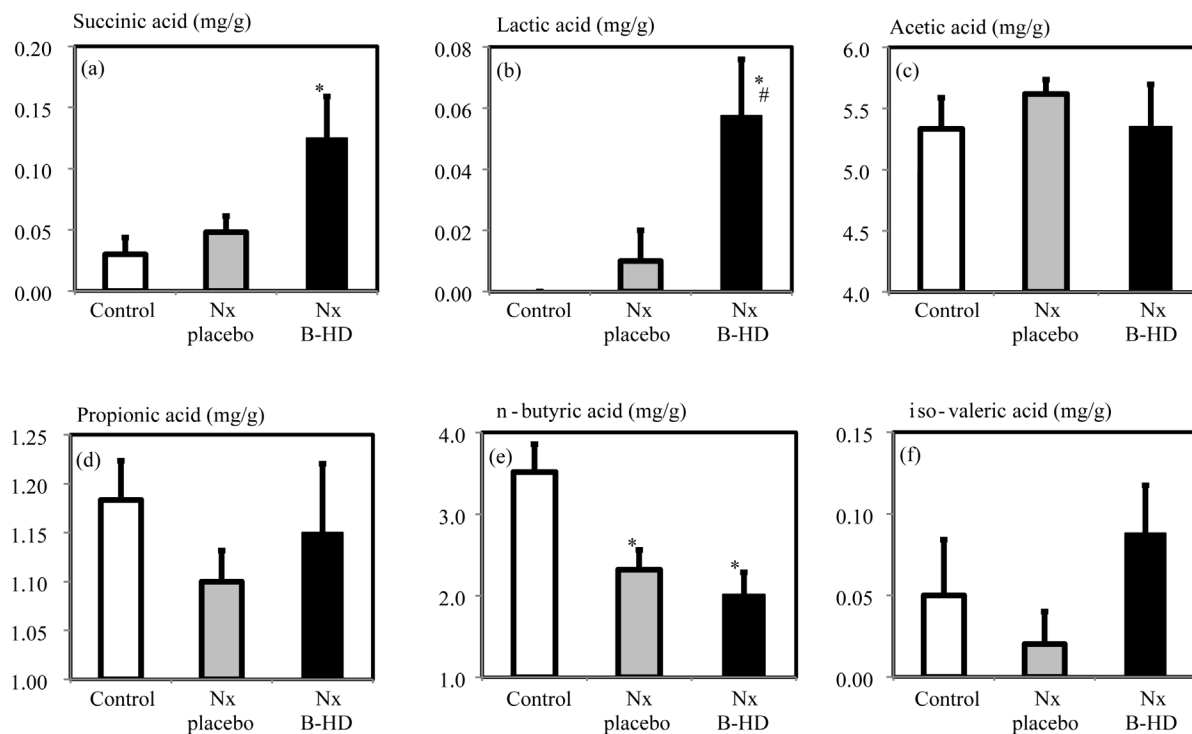 Succinic acid (mg/g)
0.20
(a)
*
0.15
0.10
0.05
0.00
Control
Nx
placebo
Nx
B-HD
Lactic acid (mg/g)
0.08
(b)
*
#
0.06
0.04
0.002
0.00
Control
Nx
placebo
Nx
B-HD
Acetic acid (mg/g)
6.0
(c)
5.5
5.0
4.5
4.0
Control
Nx
placebo
Nx
B-HD
Propionic acid (mg/g)
1.25
(d)
1.20
1.15
1.10
1.05
1.00
Control
Nx
placebo
Nx
B-HD
n-butyric acid (mg/g)
4.0
(e)
3.0
*
*
2.0
1.0
Control
Nx
placebo
Nx
B-HD
iso-valeric acid (mg/g)
0.15
(f)
0.10
0.05
0.00
Control
Nx
placebo
Nx
B-HD